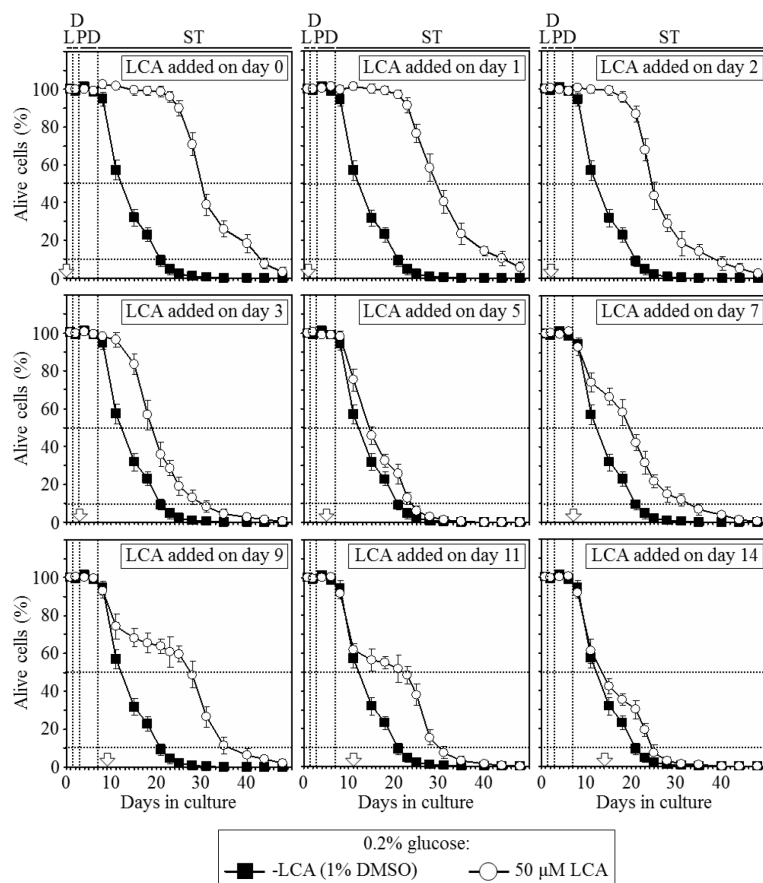 D D D
L PD ST L PD ST L PD ST
LCA added on day 0 LCA added on day 1 LCA added on day 2
Alive cells (%)
100
80
60
40
20
0
LCA added on day 3 LCA added on day 5 LCA added on day 7
Alive cells (%)
100
80
60
40
20
0
LCA added on day 9 LCA added on day 11 LCA added on day 14
Alive cells (%)
100
80
60
40
20
0
0 10 20 30 40 0 10 20 30 40 0 10 20 30 40 50
Days in culture Days in culture Days in culture
0.2% glucose:
-LCA (1% DMSO) 50 µM LCA